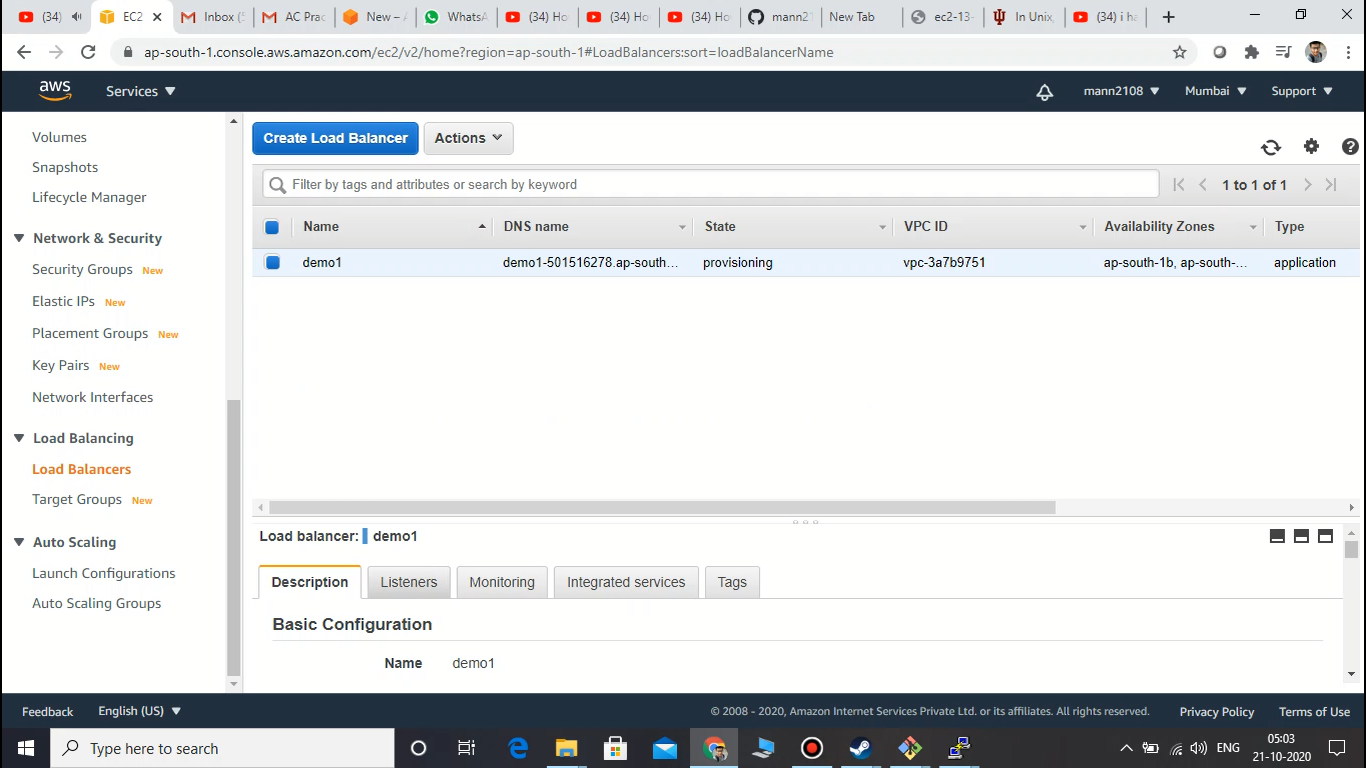 (34)
EC2
Inbox (
AC Prac
New –
WhatsA
(34) Ho
(34) Ho
(34) Ho
mann21
New Tab
ec2-13-
In Unix,
(34) i ha
ap-south-1.console.aws.amazon.com/ec2/v2/home?region=ap-south-1#LoadBalancers:sort=loadBalancerName
aws
Services
mann2108
Mumbai
Support
Volumes
Snapshots
Lifecycle Manager
Network & Security
Security Groups New
Elastic IPs New
Placement Groups New
Key Pairs New
Network Interfaces
Load Balancing
Load Balancers
Target Groups New
Auto Scaling
Launch Configurations
Auto Scaling Groups
Create Load Balancer
Actions
Filter by tags and attributes or search by keyword
1 to 1 of 1
Name DNS name State VPC ID Availability Zones Type
demo1 demo1-501516278.ap-south... provisioning vpc-3a7b9751 ap-south-1b, ap-south-... application
Load balancer: demo1
Description Listeners Monitoring Integrated services Tags
Basic Configuration
Name demo1
Feedback
English (US)
© 2008 - 2020, Amazon Internet Services Private Ltd. or its affiliates. All rights reserved.
Privacy Policy
Terms of Use
Type here to search
ENG
05:03
21-10-2020